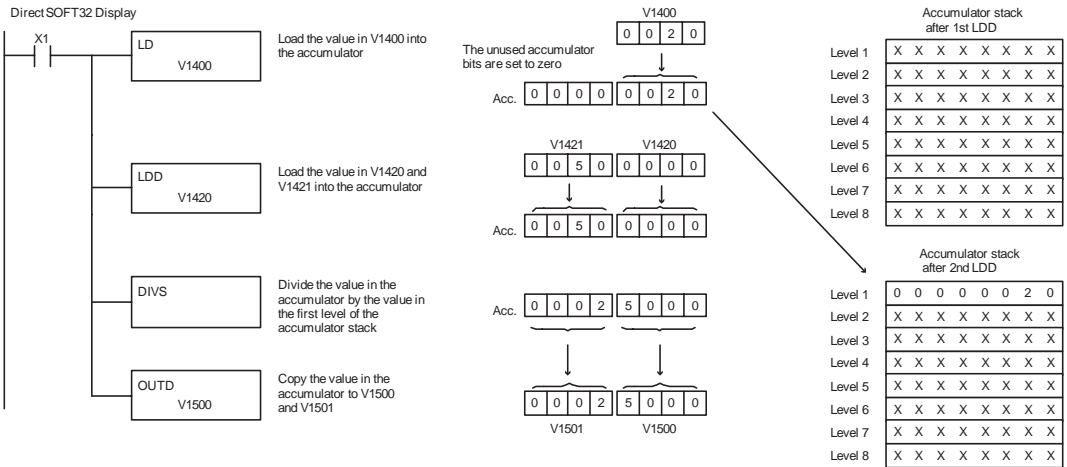 DirectSOFT32 Display
X1
LD
V1400
Load the value in V1400 into
the accumulator
LDD
V1420
Load the value in V1420 and
V1421 into the accumulator
DIVS
Divide the value in the
accumulator by the value in
the first level of the
accumulator stack
OUTD
V1500
Copy the value in the
accumulator to V1500
and V1501
V1400
0 0 2 0
The unused accumulator
bits are set to zero
Acc. 0 0 0 0 0 0 2 0
V1421 V1420
0 0 5 0 0 0 0 0
Acc. 0 0 5 0 0 0 0 0
Acc. 0 0 0 2 5 0 0 0
0 0 0 2 5 0 0 0
V1501 V1500
Accumulator stack
after 1st LDD
Level 1 X X X X X X X X
Level 2 X X X X X X X X
Level 3 X X X X X X X X
Level 4 X X X X X X X X
Level 5 X X X X X X X X
Level 6 X X X X X X X X
Level 7 X X X X X X X X
Level 8 X X X X X X X X
Accumulator stack
after 2nd LDD
Level 1 0 0 0 0 0 0 2 0
Level 2 X X X X X X X X
Level 3 X X X X X X X X
Level 4 X X X X X X X X
Level 5 X X X X X X X X
Level 6 X X X X X X X X
Level 7 X X X X X X X X
Level 8 X X X X X X X X